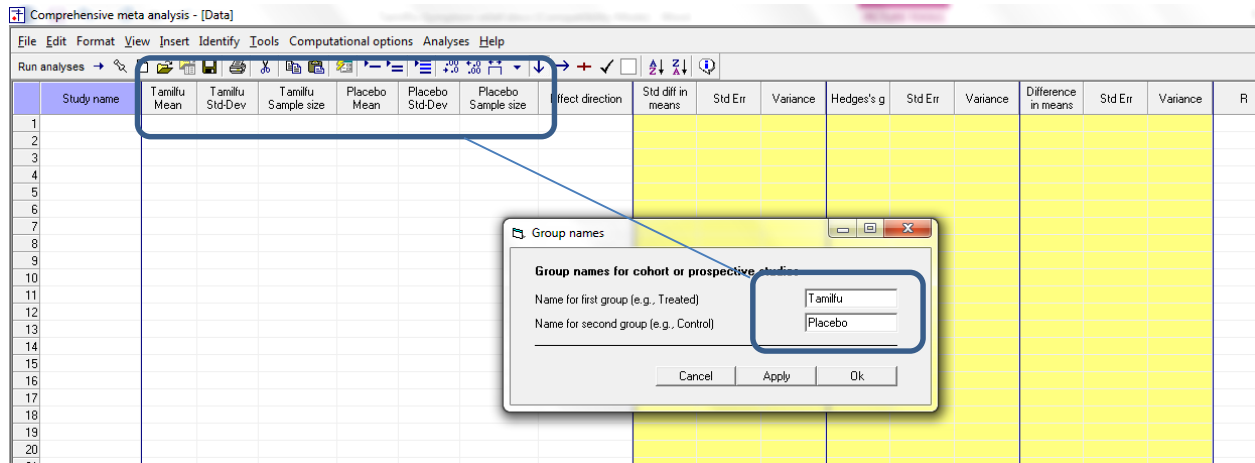 Comprehensive meta analysis - [Data]
File Edit Format View Insert Identify Tools Computational options Analyses Help
Run analyses
Study name Tamilfu Mean Tamilfu Std-Dev Tamilfu Sample size Placebo Mean Placebo Std-Dev Placebo Sample size ffect direction Std diff in means Std Err Variance Hedges's g Std Err Variance Difference in means Std Err Variance R
1
2
3
4
5
6
7
8
9
10
11
12
13
14
15
16
17
18
19
20
Group names
Group names for cohort or prospective studies
Name for first group (e.g., Treated) Tamilfu
Name for second group (e.g., Control) Placebo
Cancel Apply Ok